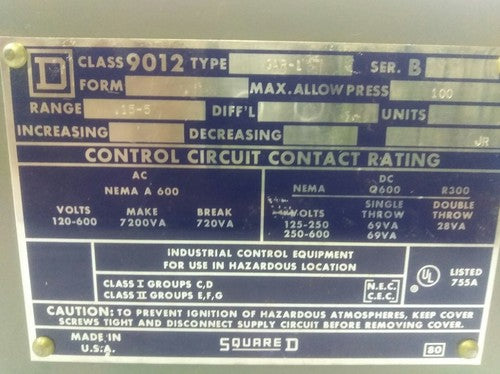 D CLASS 9012 TYPE SER. B
FORM MAX. ALLOW PRESS 100
RANGE .15-5 DIFF'L UNITS
INCREASING DECREASING JR
CONTROL CIRCUIT CONTACT RATING
AC DC
NEMA A 600 NEMA Q600 R300
VOLTS MAKE BREAK VOLTS SINGLE THROW DOUBLE THROW
120-600 7200VA 720VA 125-250 69VA 28VA
250-600 69VA
INDUSTRIAL CONTROL EQUIPMENT
FOR USE IN HAZARDOUS LOCATION
CLASS I GROUPS C,D N.E.C.
CLASS II GROUPS E,F,G C.E.C.
UL LISTED
755A
CAUTION: TO PREVENT IGNITION OF HAZARDOUS ATMOSPHERES, KEEP COVER
SCREWS TIGHT AND DISCONNECT SUPPLY CIRCUIT BEFORE REMOVING COVER.
MADE IN
U.S.A. SQUARE D 80